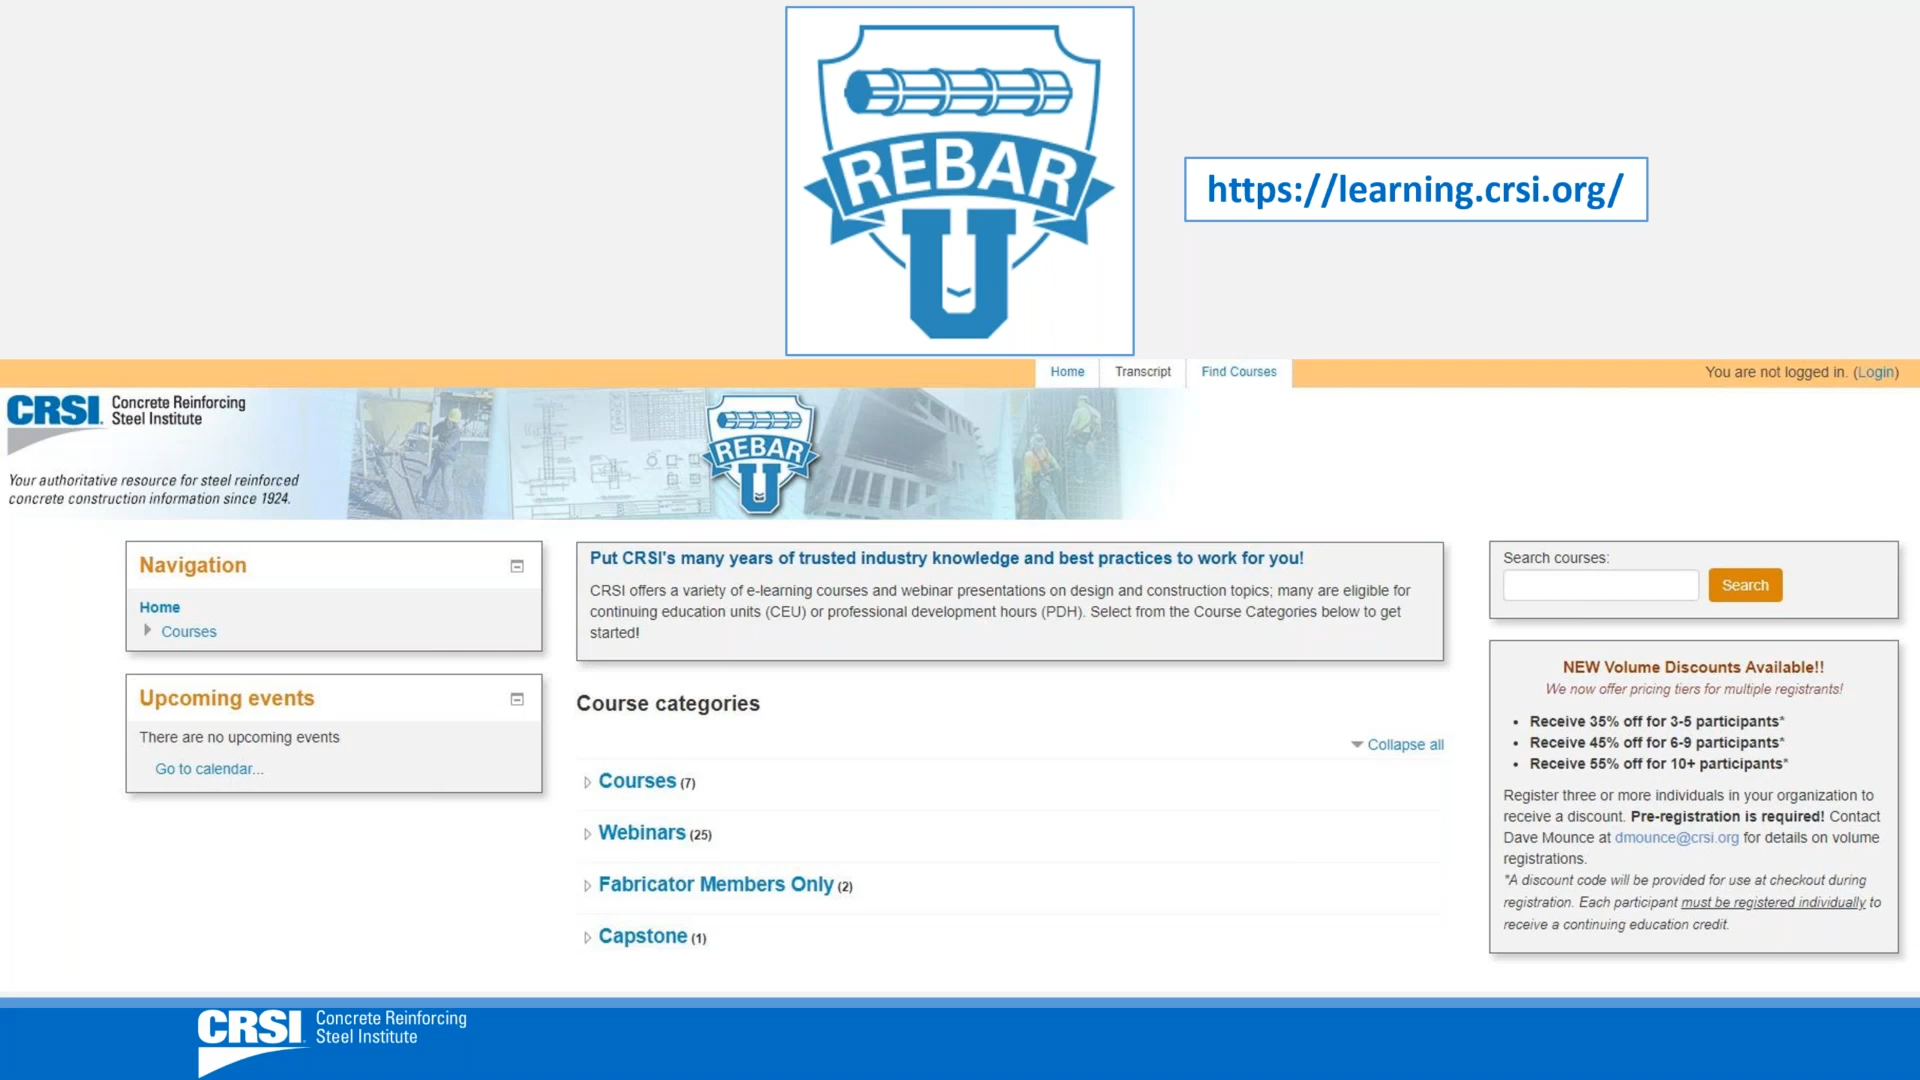 REBAR
U
https://learning.crsi.org/
Home
Transcript
Find Courses
You are not logged in. (Login)
CRSI. Concrete Reinforcing
Steel Institute
Your authoritative resource for steel reinforced
concrete construction information since 1924.
REBAR
U
Navigation
Home
Courses
Upcoming events
There are no upcoming events
Go to calendar...
Put CRSI's many years of trusted industry knowledge and best practices to work for you!
CRSI offers a variety of e-learning courses and webinar presentations on design and construction topics; many are eligible for
continuing education units (CEU) or professional development hours (PDH). Select from the Course Categories below to get
started!
Course categories
Collapse all
Courses (7)
Webinars (25)
Fabricator Members Only (2)
Capstone (1)
Search courses:
Search
NEW Volume Discounts Available!!
We now offer pricing tiers for multiple registrants!
• Receive 35% off for 3-5 participants*
• Receive 45% off for 6-9 participants*
• Receive 55% off for 10+ participants*
Register three or more individuals in your organization to
receive a discount. Pre-registration is required! Contact
Dave Mounce at dmounce@crsi.org for details on volume
registrations.
*A discount code will be provided for use at checkout during
registration. Each participant must be registered individually to
receive a continuing education credit.
CRSI. Concrete Reinforcing
Steel Institute